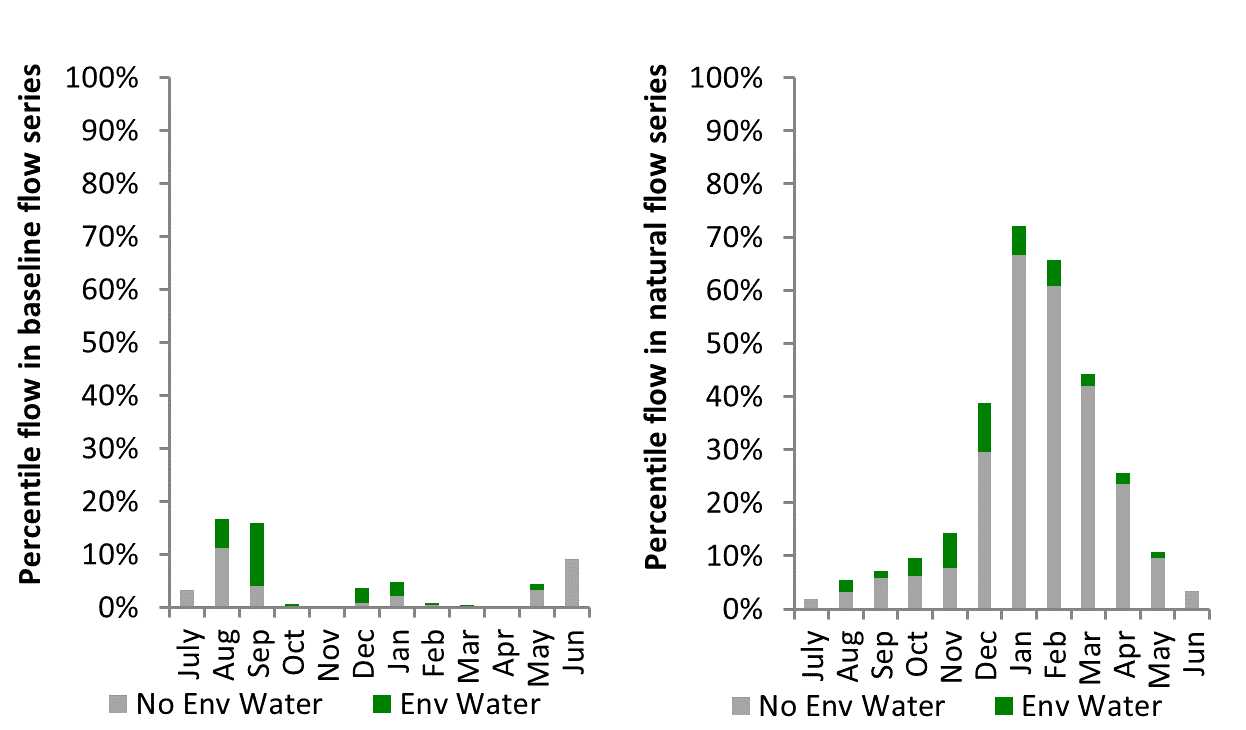 Percentile flow in baseline flow series
100%
90%
80%
70%
60%
50%
40%
30%
20%
10%
0%
July
Aug
Sep
Oct
Nov
Dec
Jan
Feb
Mar
Apr
May
Jun
No Env Water
Env Water
Percentile flow in natural flow series
100%
90%
80%
70%
60%
50%
40%
30%
20%
10%
0%
July
Aug
Sep
Oct
Nov
Dec
Jan
Feb
Mar
Apr
May
Jun
No Env Water
Env Water